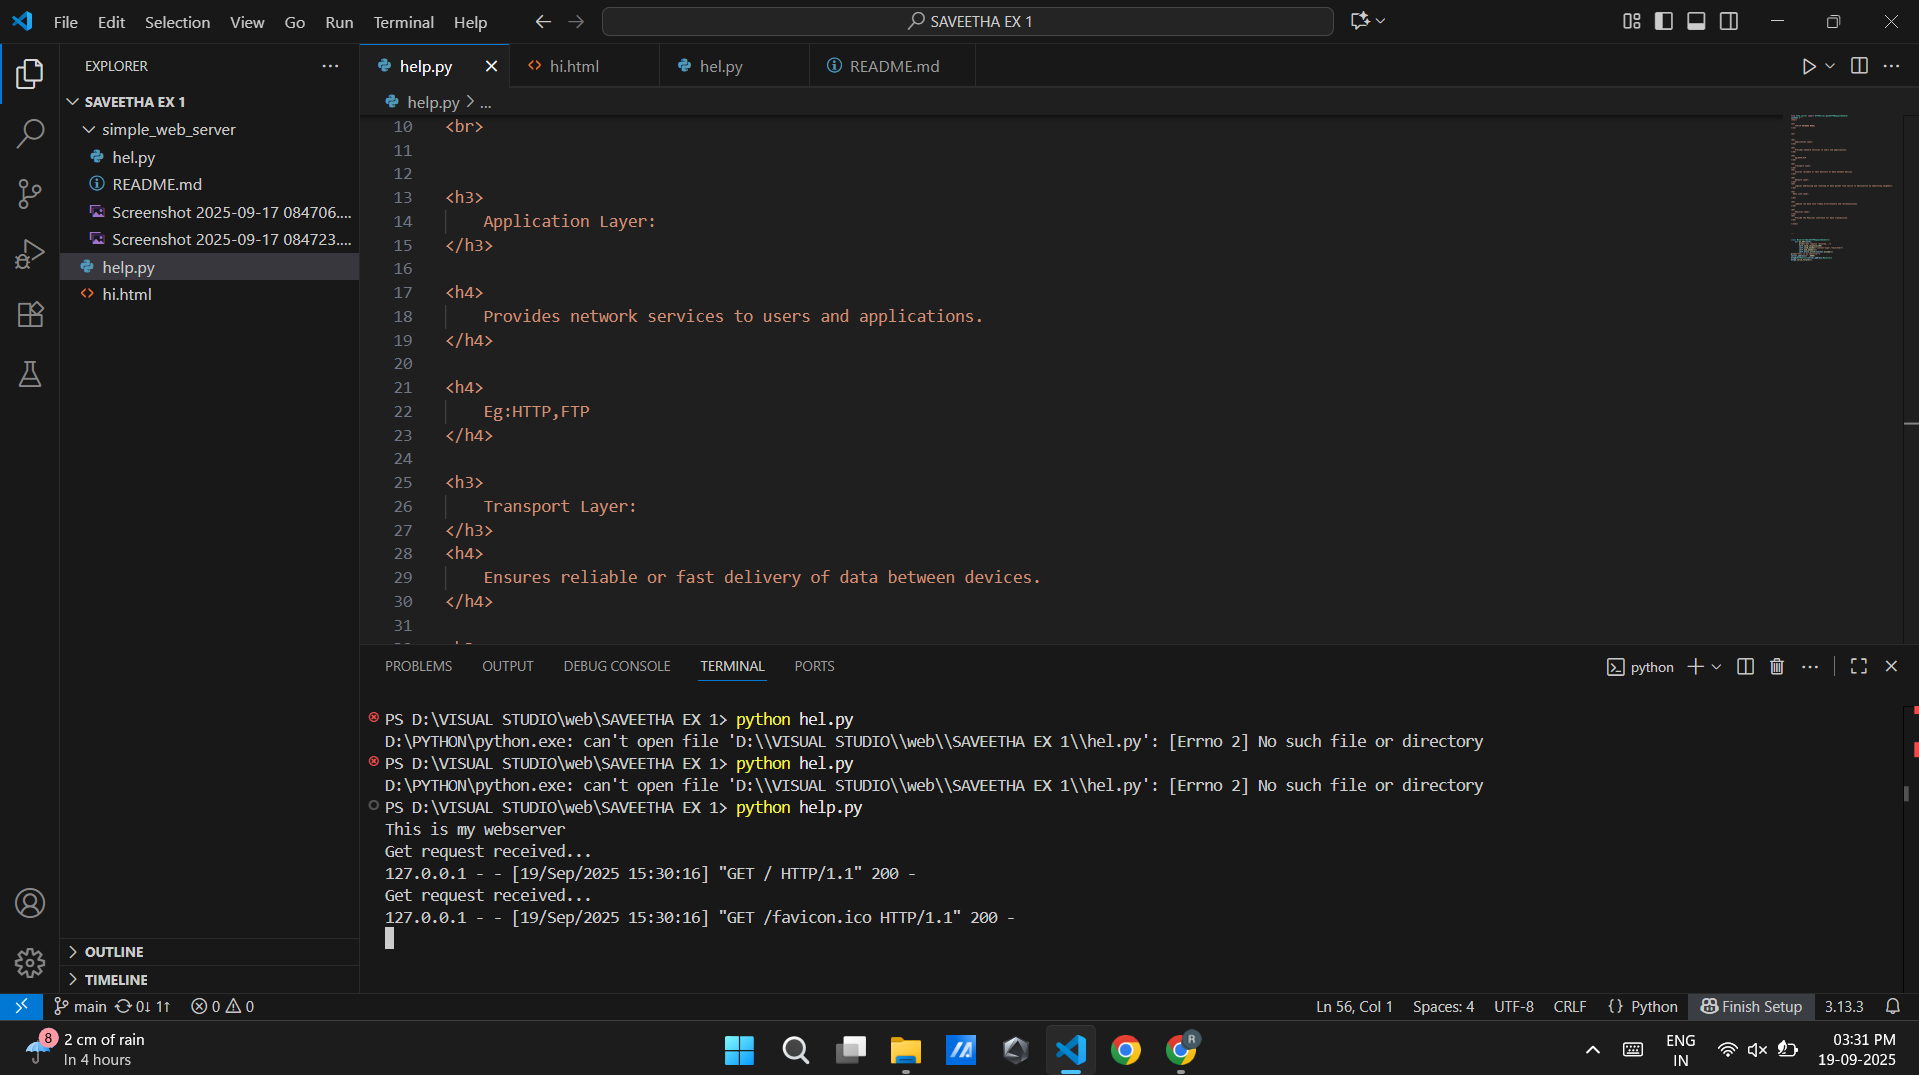 File Edit Selection View Go Run Terminal Help
SAVEETHA EX 1
EXPLORER
SAVEETHA EX 1
simple_web_server
hel.py
README.md
Screenshot 2025-09-17 084706....
Screenshot 2025-09-17 084723....
help.py
hi.html
OUTLINE
TIMELINE
help.py
hi.html
hel.py
README.md
help.py > ...
10 <br>
11
12
13 <h3>
14 Application Layer:
15 </h3>
16
17 <h4>
18 Provides network services to users and applications.
19 </h4>
20
21 <h4>
22 Eg:HTTP,FTP
23 </h4>
24
25 <h3>
26 Transport Layer:
27 </h3>
28 <h4>
29 Ensures reliable or fast delivery of data between devices.
30 </h4>
31
PROBLEMS OUTPUT DEBUG CONSOLE TERMINAL PORTS
python
PS D:\VISUAL STUDIO\web\SAVEETHA EX 1> python hel.py
D:\PYTHON\python.exe: can't open file 'D:\\VISUAL STUDIO\\web\\SAVEETHA EX 1\\hel.py': [Errno 2] No such file or directory
PS D:\VISUAL STUDIO\web\SAVEETHA EX 1> python hel.py
D:\PYTHON\python.exe: can't open file 'D:\\VISUAL STUDIO\\web\\SAVEETHA EX 1\\hel.py': [Errno 2] No such file or directory
PS D:\VISUAL STUDIO\web\SAVEETHA EX 1> python help.py
This is my webserver
Get request received...
127.0.0.1 - - [19/Sep/2025 15:30:16] "GET / HTTP/1.1" 200 -
Get request received...
127.0.0.1 - - [19/Sep/2025 15:30:16] "GET /favicon.ico HTTP/1.1" 200 -
main 0↓ 1↑ 0 0
Ln 56, Col 1 Spaces: 4 UTF-8 CRLF {} Python Finish Setup 3.13.3
8
2 cm of rain
In 4 hours
R
ENG
IN
03:31 PM
19-09-2025